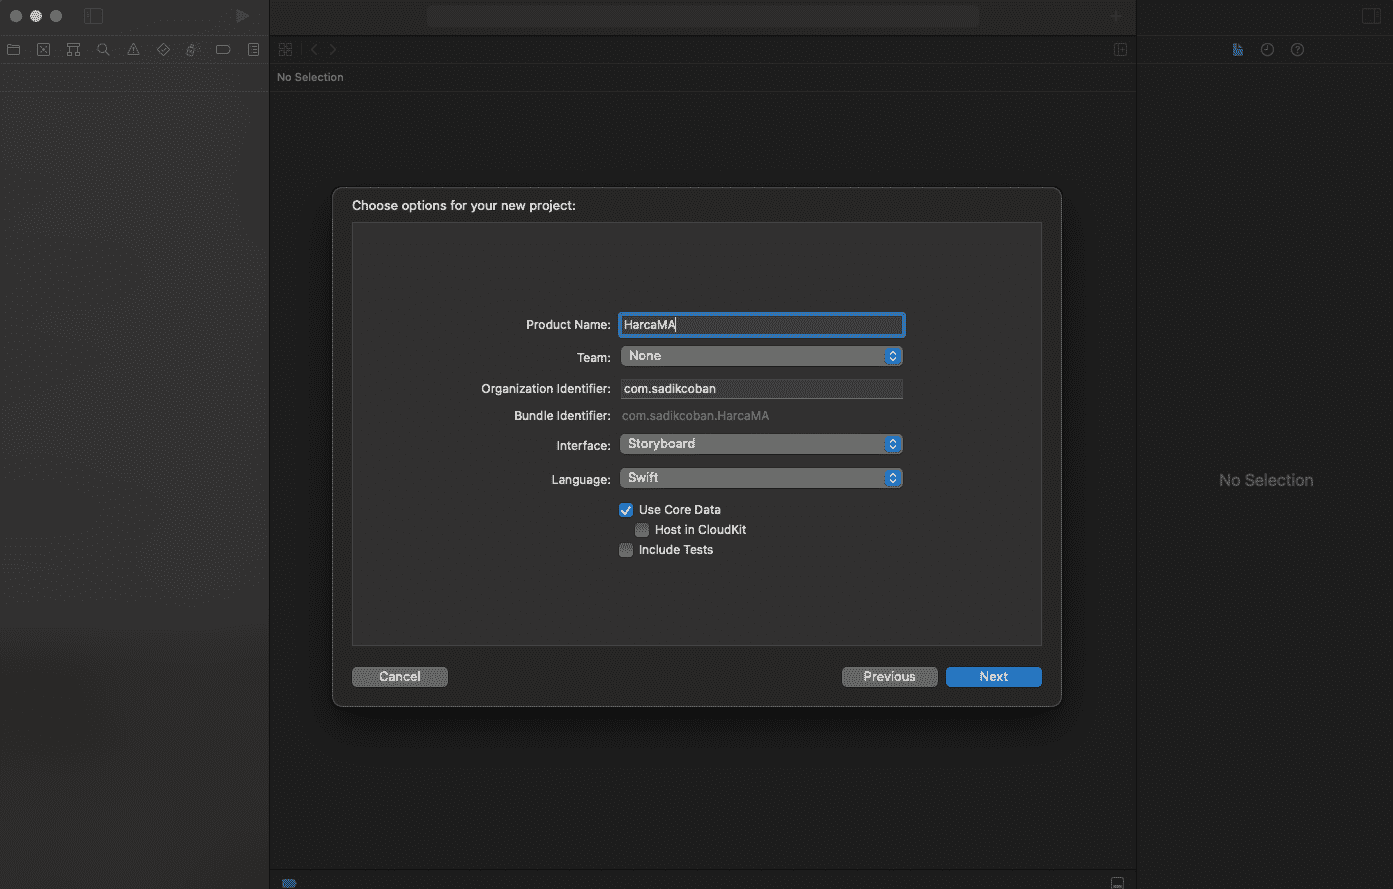 No Selection
Choose options for your new project:
Product Name: HarcaMA
Team: None
Organization Identifier: com.sadikcoban
Bundle Identifier: com.sadikcoban.HarcaMA
Interface: Storyboard
Language: Swift
Use Core Data
Host in CloudKit
Include Tests
No Selection
Cancel Previous Next